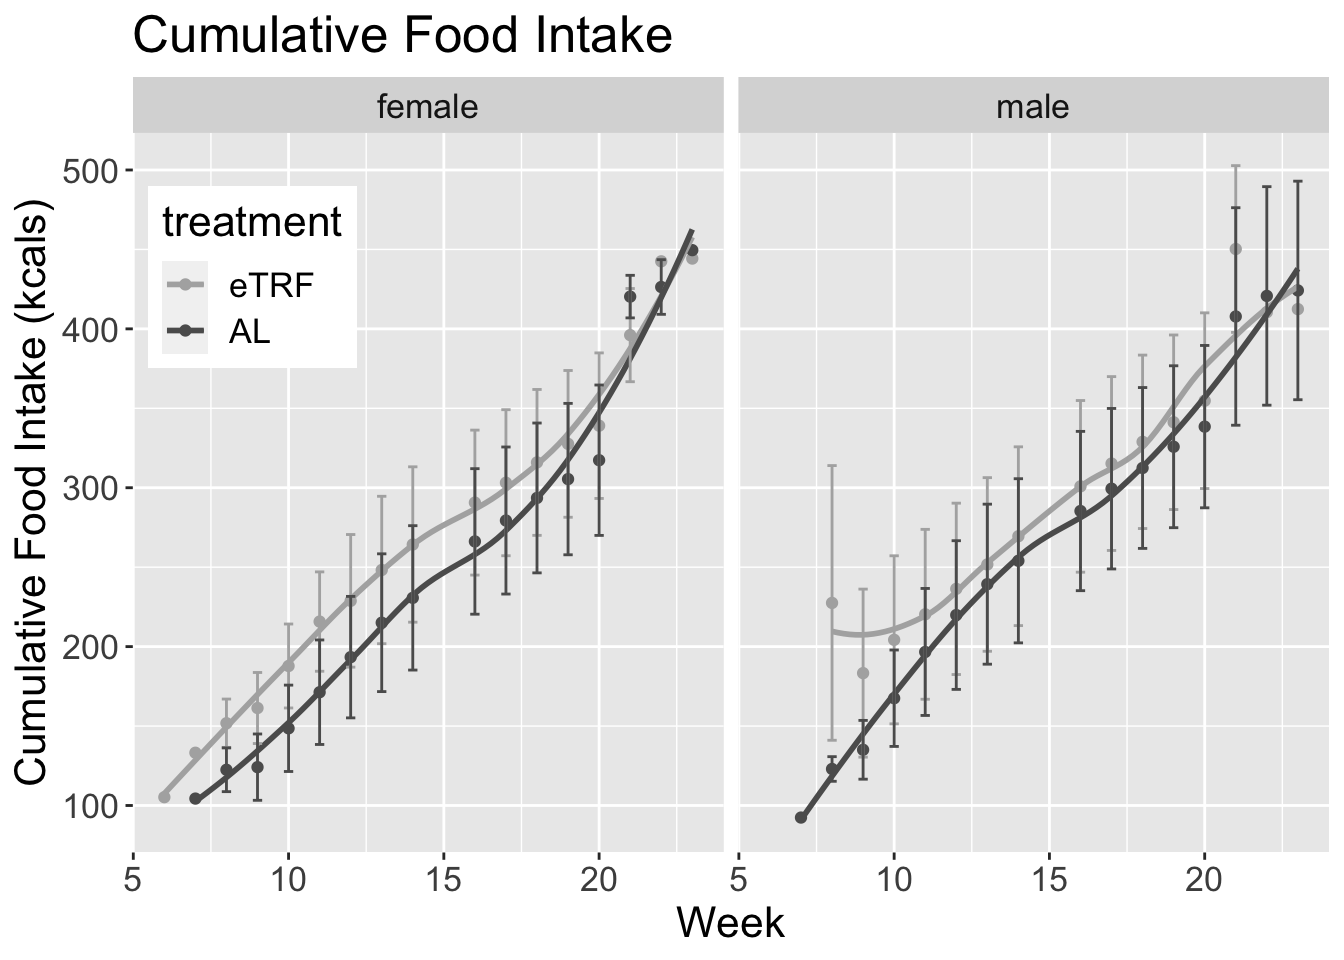 Cumulative Food Intake
female
male
Cumulative Food Intake (kcals)
500
400
300
200
100
treatment
eTRF
AL
5
10
15
20
5
10
15
20
Week